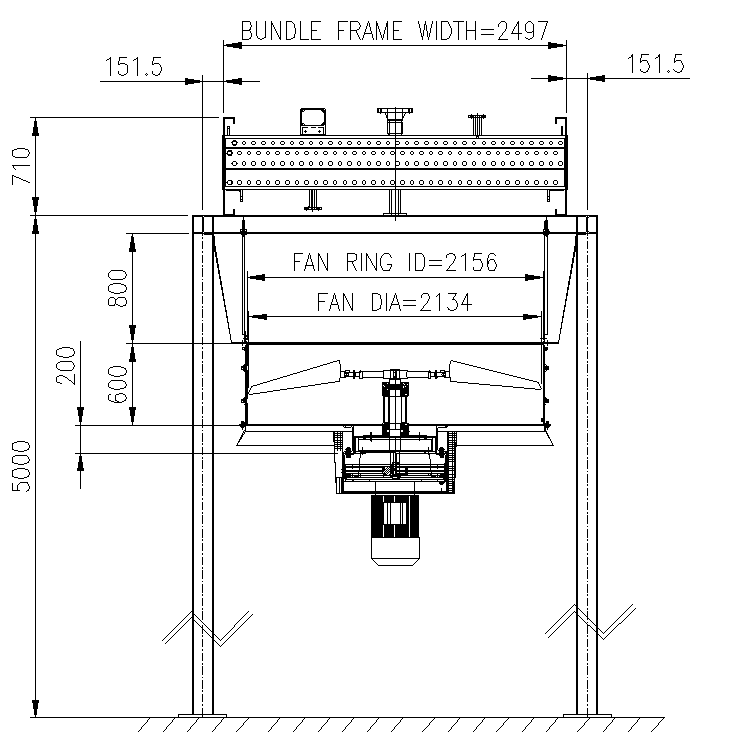 BUNDLE FRAME WIDTH=2497
151.5
151.5
710
FAN RING ID=2156
800
FAN DIA=2134
200
600
5000